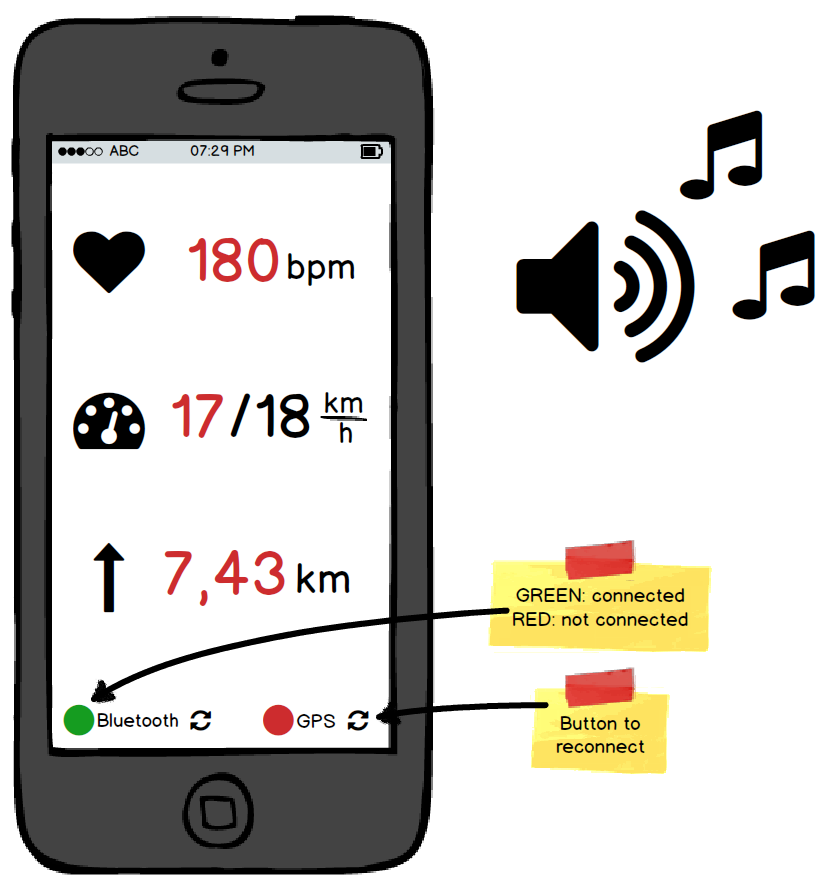 ABC 07:29 PM
180 bpm
17/18 km/h
7,43 km
GREEN: connected
RED: not connected
Bluetooth GPS
Button to
reconnect